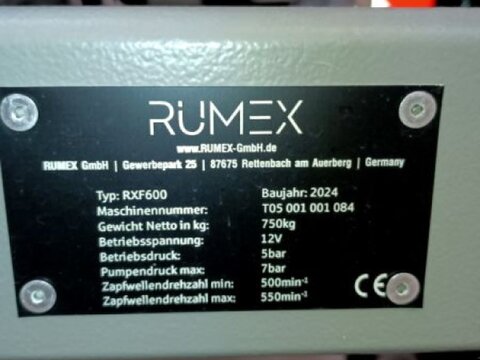 RUMEX
www.RUMEX-GmbH.de
RUMEX GmbH | Gewerbepark 25 | 87675 Rettenbach am Auerberg | Germany
Typ: RXF600 Baujahr: 2024
Maschinennummer: T05 001 001 084
Gewicht Netto in kg: 750kg
Betriebsspannung: 12V
Betriebsdruck: 5bar
Pumpendruck max: 7bar
Zapfwellendrehzahl min: 500min⁻¹
Zapfwellendrehzahl max: 550min⁻¹
CE